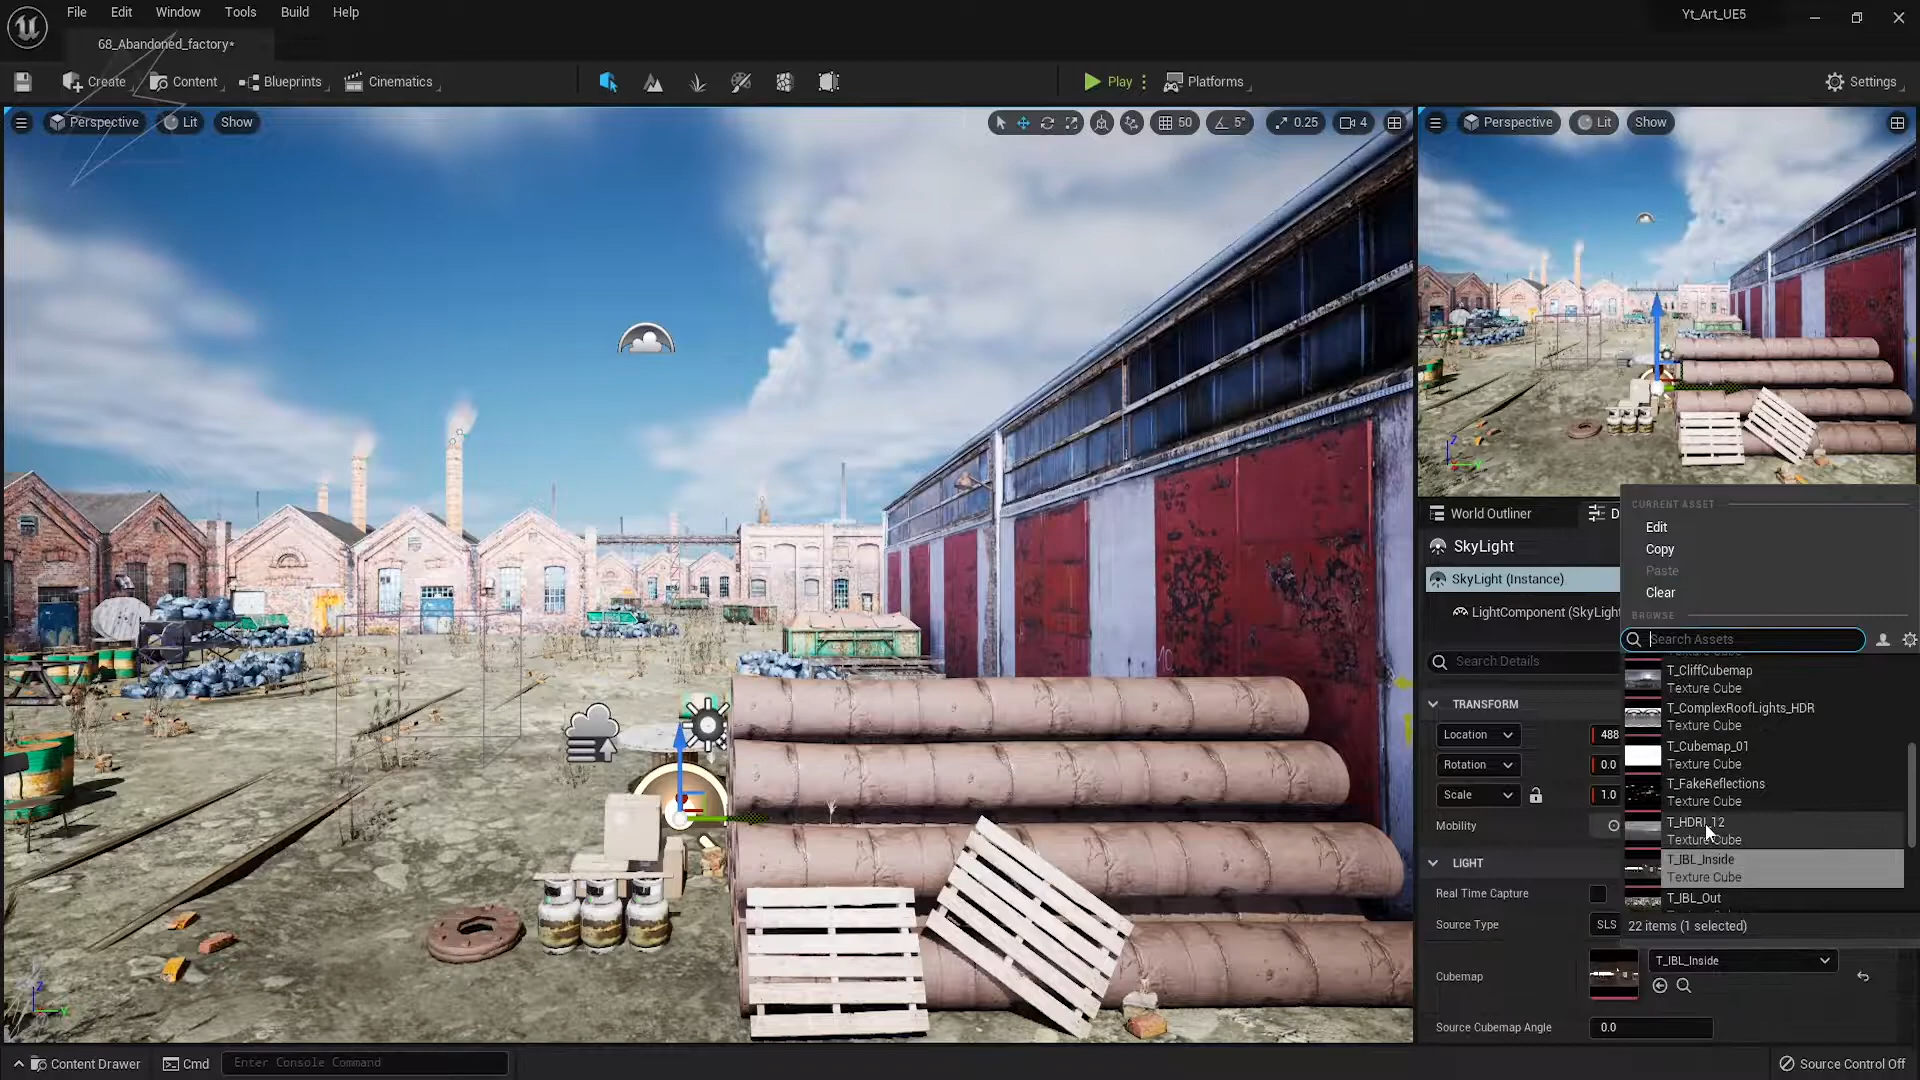 File Edit Window Tools Build Help
Yt_Art_UE5
68_Abandoned_factory*
Create Content Blueprints Cinematics Play Platforms Settings
Perspective Lit Show 50 5° 0.25 4
Perspective Lit Show
World Outliner D
SkyLight
SkyLight (Instance)
LightComponent (SkyLight
Search Details
TRANSFORM
Location 488
Rotation 0.0
Scale 1.0
Mobility
LIGHT
Real Time Capture
Source Type SLS
Cubemap T_IBL_Inside
Source Cubemap Angle 0.0
CURRENT ASSET
Edit
Copy
Paste
Clear
BROWSE
Search Assets
Texture Cube
T_CliffCubemap
Texture Cube
T_ComplexRoofLights_HDR
Texture Cube
T_Cubemap_01
Texture Cube
T_FakeReflections
Texture Cube
T_HDRI_12
Texture Cube
T_IBL_Inside
Texture Cube
T_IBL_Out
22 items (1 selected)
10
Z
Y
Z
Content Drawer Cmd Enter Console Command Source Control Off